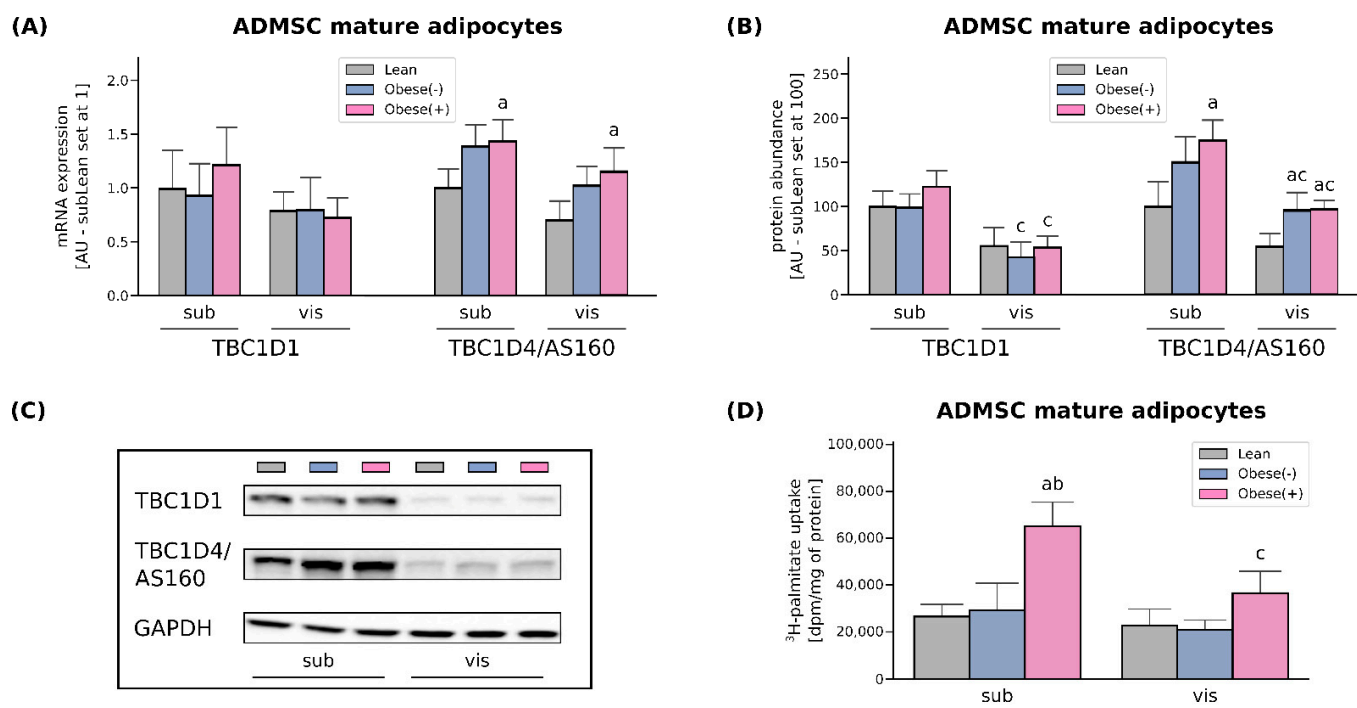 (A)
ADMSC mature adipocytes
mRNA expression
[AU - subLean set at 1]
2.0
1.5
1.0
0.5
0.0
Lean
Obese(-)
Obese(+)
a
a
sub
vis
sub
vis
TBC1D1
TBC1D4/AS160
(B)
ADMSC mature adipocytes
protein abundance
[AU - subLean set at 100]
250
200
150
100
50
0
Lean
Obese(-)
Obese(+)
c
c
a
ac
ac
sub
vis
sub
vis
TBC1D1
TBC1D4/AS160
(C)
TBC1D1
TBC1D4/
AS160
GAPDH
sub
vis
(D)
ADMSC mature adipocytes
³H-palmitate uptake
[dpm/mg of protein]
100,000
80,000
60,000
40,000
20,000
0
Lean
Obese(-)
Obese(+)
ab
c
sub
vis